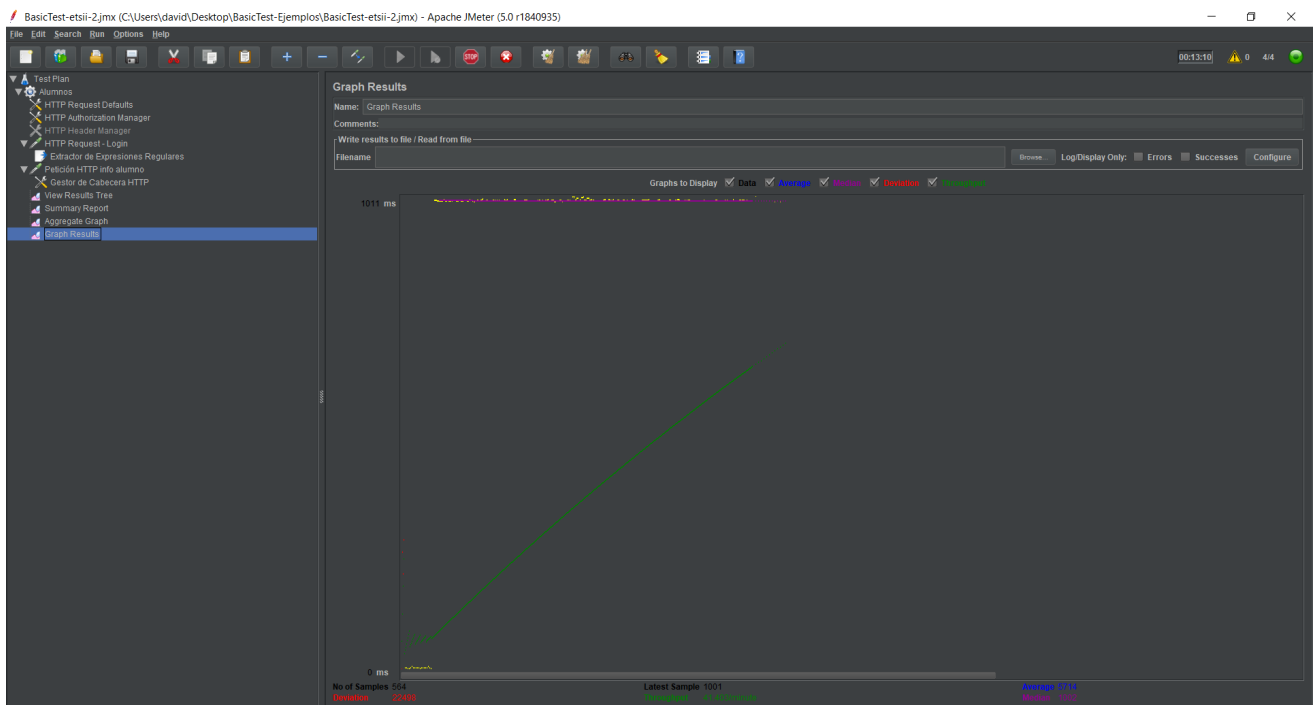 BasicTest-etsii-2.jmx (C:\Users\david\Desktop\BasicTest-Ejemplos\BasicTest-etsii-2.jmx) - Apache JMeter (5.0 r1840935)
File Edit Search Run Options Help
STOP 00:13:10 0 4/4
Test Plan
Alumnos
HTTP Request Defaults
HTTP Authorization Manager
HTTP Header Manager
HTTP Request - Login
Extractor de Expresiones Regulares
Petición HTTP info alumno
Gestor de Cabecera HTTP
View Results Tree
Summary Report
Aggregate Graph
Graph Results
Graph Results
Name: Graph Results
Comments:
Write results to file / Read from file
Filename Browse... Log/Display Only: Errors Successes Configure
Graphs to Display Data Average Median Deviation Throughput
1011 ms
0 ms
No of Samples 564 Latest Sample 1001 Average 5714
Deviation 22496 Throughput